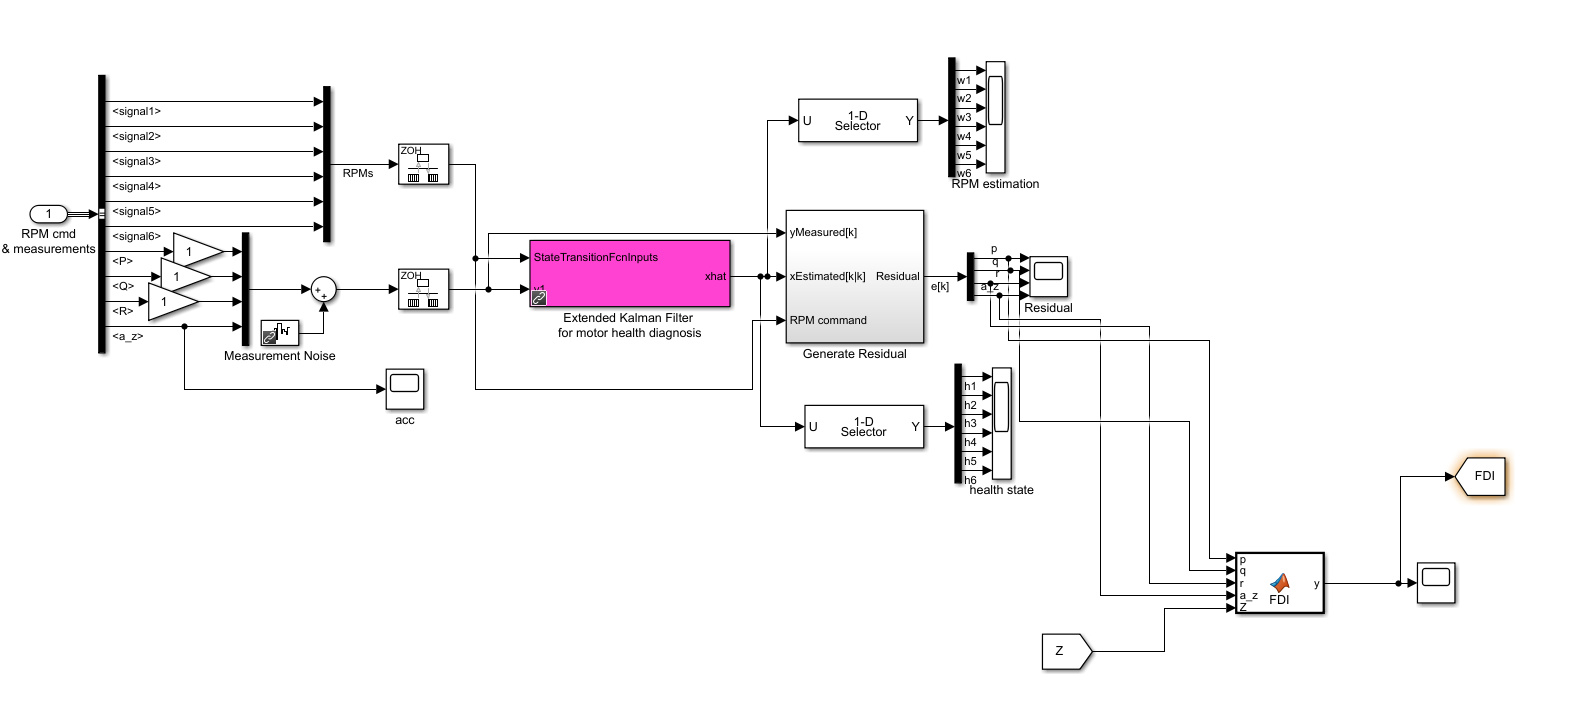 <signal1>
<signal2>
<signal3>
<signal4>
<signal5>
<signal6>
<P>
<Q>
<R>
<a_z>
1
RPM cmd
& measurements
1
1
1
RPMs
+
+
Measurement Noise
acc
ZOH
ZOH
StateTransitionFcnInputs
y1
xhat
Extended Kalman Filter
for motor health diagnosis
U
1-D
Selector
Y
w1
w2
w3
w4
w5
w6
RPM estimation
yMeasured[k]
xEstimated[k|k]
Residual
RPM command
Generate Residual
e[k]
p
q
r
a_z
Residual
U
1-D
Selector
Y
h1
h2
h3
h4
h5
h6
health state
FDI
p
q
r
a_z
Z
y
FDI
Z